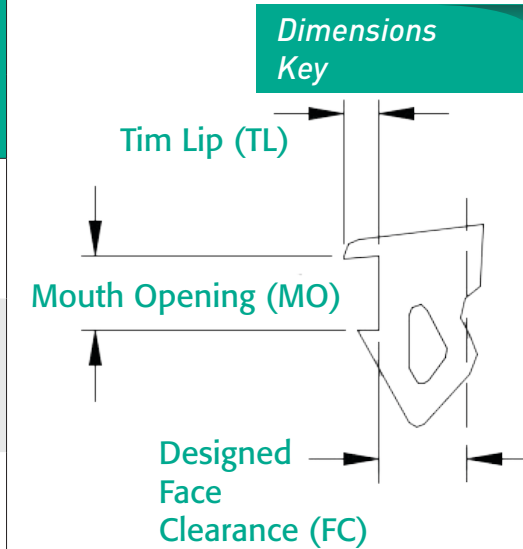 Dimensions
Key
Tim Lip (TL)
Mouth Opening (MO)
Designed
Face
Clearance (FC)